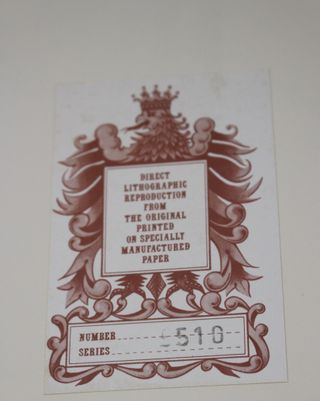 DIRECT
LITHOGRAPHIC
REPRODUCTION
FROM
THE ORIGINAL
PRINTED
ON SPECIALLY
MANUFACTURED
PAPER
NUMBER 510
SERIES